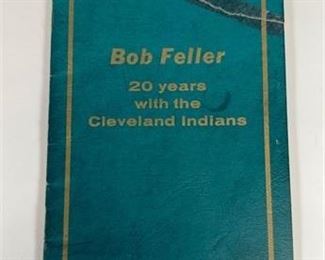 Bob Feller
20 years
with the
Cleveland Indians